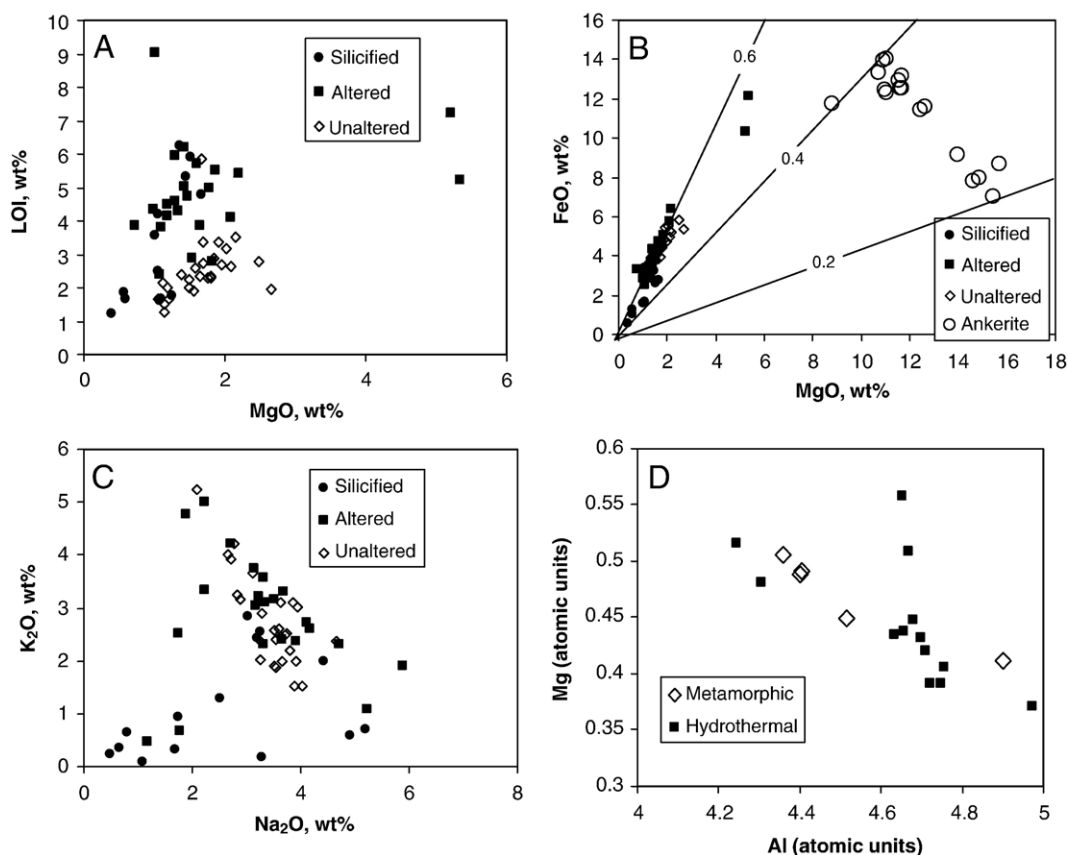 A
10
9
8
7
6
5
4
3
2
1
0
LOI, wt%
Silicified
Altered
Unaltered
0 2 4 6
MgO, wt%
B
16
14
12
10
8
6
4
2
0
FeO, wt%
0.6
0.4
0.2
Silicified
Altered
Unaltered
Ankerite
0 2 4 6 8 10 12 14 16 18
MgO, wt%
C
6
5
4
3
2
1
0
K₂O, wt%
Silicified
Altered
Unaltered
0 2 4 6 8
Na₂O, wt%
D
0.6
0.55
0.5
0.45
0.4
0.35
0.3
Mg (atomic units)
Metamorphic
Hydrothermal
4 4.2 4.4 4.6 4.8 5
Al (atomic units)